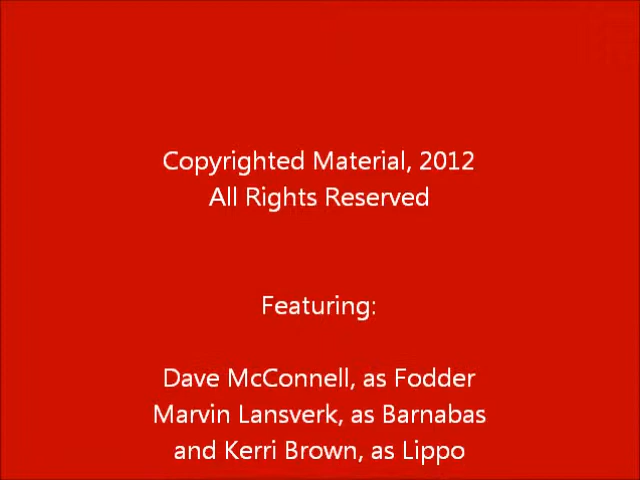 Copyrighted Material, 2012
All Rights Reserved
Featuring:
Dave McConnell, as Fodder
Marvin Lansverk, as Barnabas
and Kerri Brown, as Lippo